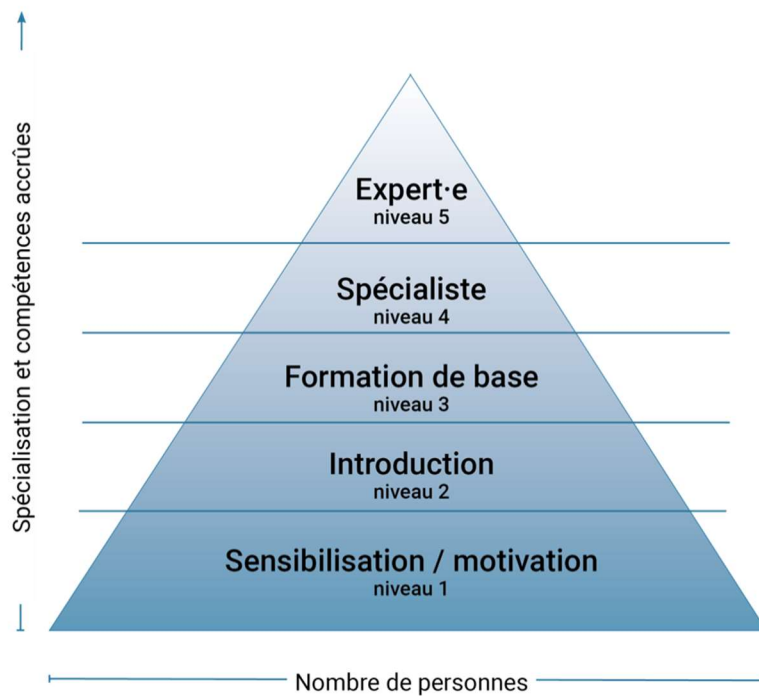 Spécialisation et compétences accrues
Expert·e
niveau 5
Spécialiste
niveau 4
Formation de base
niveau 3
Introduction
niveau 2
Sensibilisation / motivation
niveau 1
Nombre de personnes